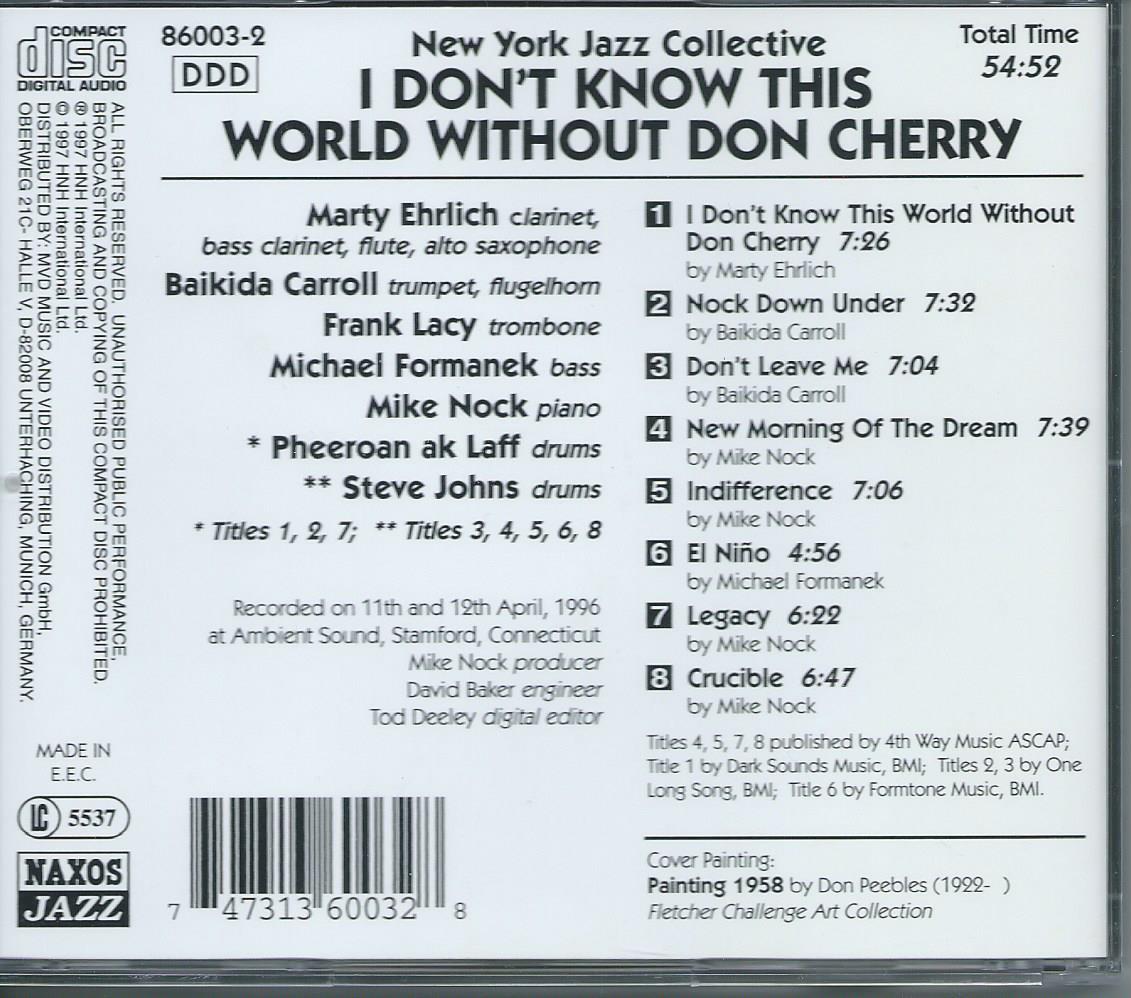 COMPACT
disc
DIGITAL AUDIO
86003-2
DDD
New York Jazz Collective
I DON'T KNOW THIS
WORLD WITHOUT DON CHERRY
Total Time
54:52
ALL RIGHTS RESERVED. UNAUTHORISED PUBLIC PERFORMANCE,
BROADCASTING AND COPYING OF THIS COMPACT DISC PROHIBITED.
℗ 1997 HNH International Ltd.
© 1997 HNH International Ltd.
DISTRIBUTED BY: MVD MUSIC AND VIDEO DISTRIBUTION GmbH,
OBERWEG 21C- HALLE V, D-82008 UNTERHACHING, MUNICH, GERMANY.
Marty Ehrlich clarinet,
bass clarinet, flute, alto saxophone
Baikida Carroll trumpet, flugelhorn
Frank Lacy trombone
Michael Formanek bass
Mike Nock piano
* Pheeroan ak Laff drums
** Steve Johns drums
* Titles 1, 2, 7; ** Titles 3, 4, 5, 6, 8
Recorded on 11th and 12th April, 1996
at Ambient Sound, Stamford, Connecticut
Mike Nock producer
David Baker engineer
Tod Deeley digital editor
1 I Don't Know This World Without
Don Cherry 7:26
by Marty Ehrlich
2 Nock Down Under 7:32
by Baikida Carroll
3 Don't Leave Me 7:04
by Baikida Carroll
4 New Morning Of The Dream 7:39
by Mike Nock
5 Indifference 7:06
by Mike Nock
6 El Niño 4:56
by Michael Formanek
7 Legacy 6:22
by Mike Nock
8 Crucible 6:47
by Mike Nock
Titles 4, 5, 7, 8 published by 4th Way Music ASCAP;
Title 1 by Dark Sounds Music, BMI; Titles 2, 3 by One
Long Song, BMI; Title 6 by Formtone Music, BMI.
Cover Painting:
Painting 1958 by Don Peebles (1922- )
Fletcher Challenge Art Collection
MADE IN
E.E.C.
LC 5537
NAXOS
JAZZ
7 47313 60032 8